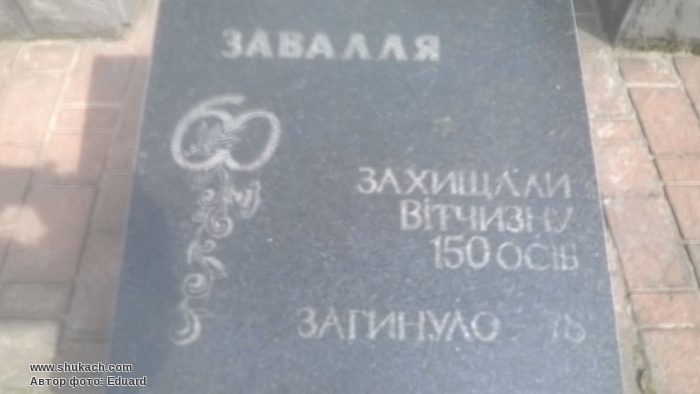 ЗАВАЛЛЯ
60
ЗАХИЩАЛИ
ВІТЧИЗНУ
150 ОСІБ
ЗАГИНУЛО -
www.shukach.com
Автор фото: Eduard